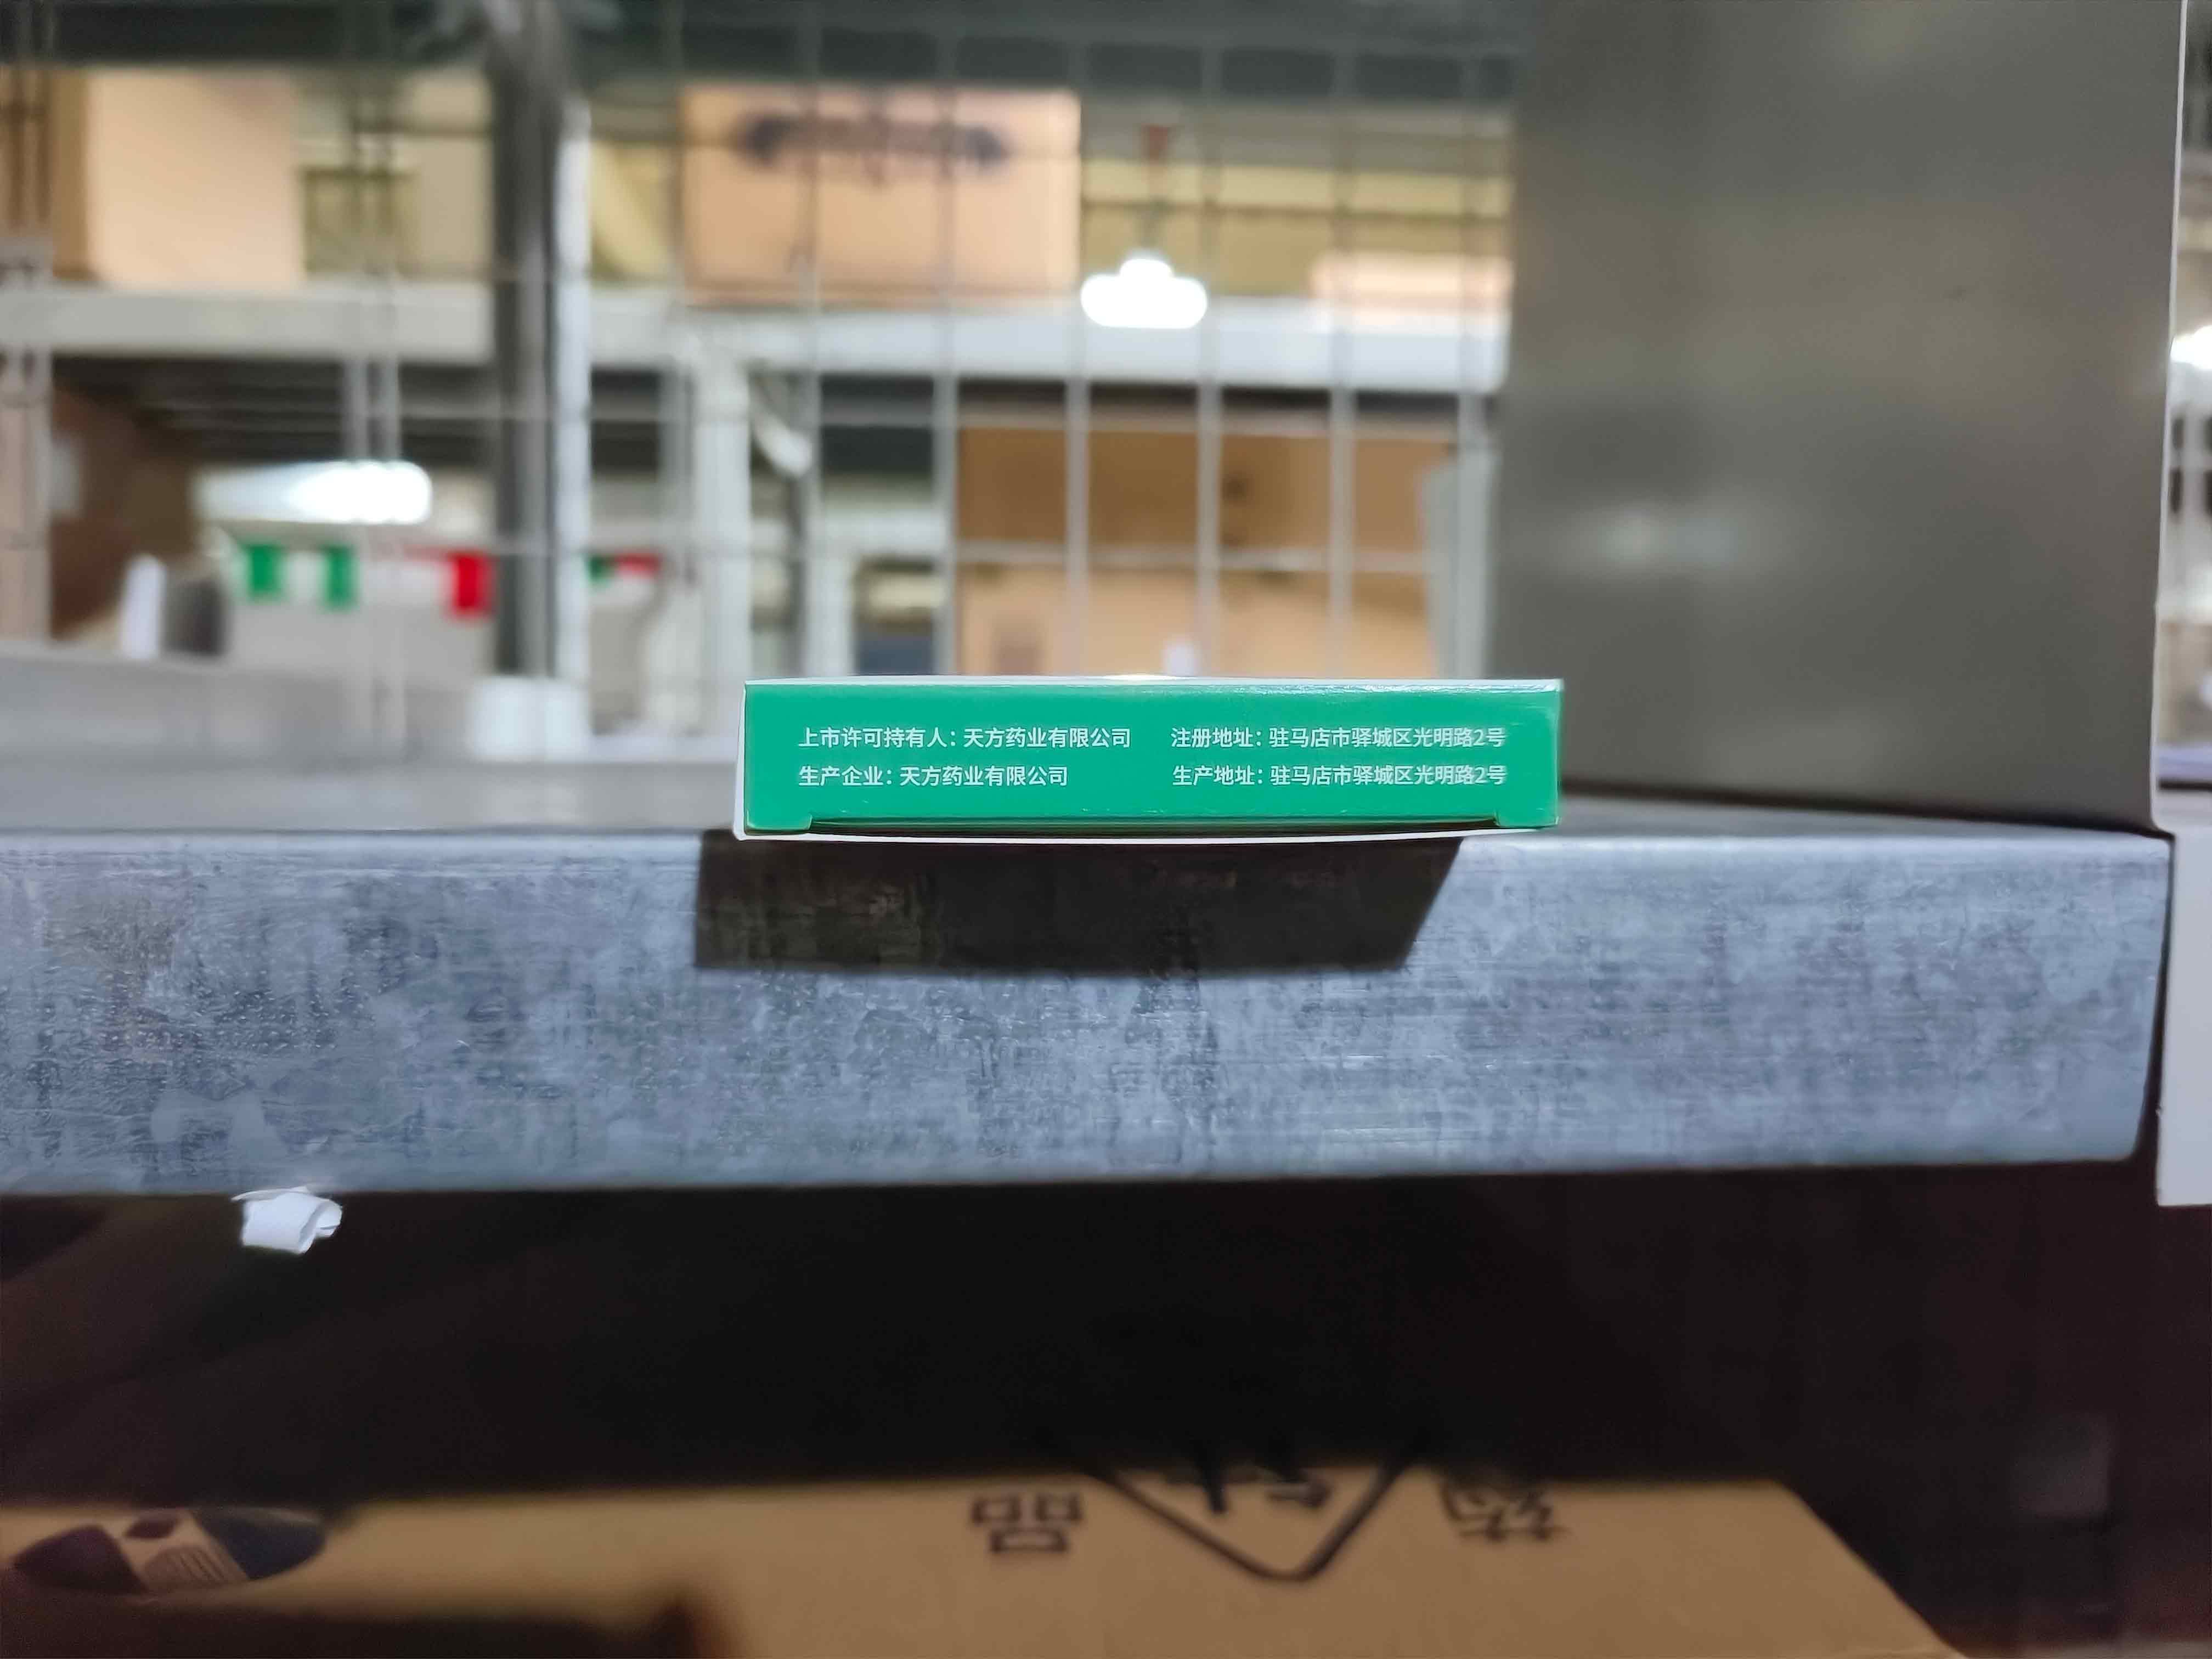 上市许可持有人：天方药业有限公司 注册地址：驻马店市驿城区光明路2号
生产企业：天方药业有限公司 生产地址：驻马店市驿城区光明路2号
品 药